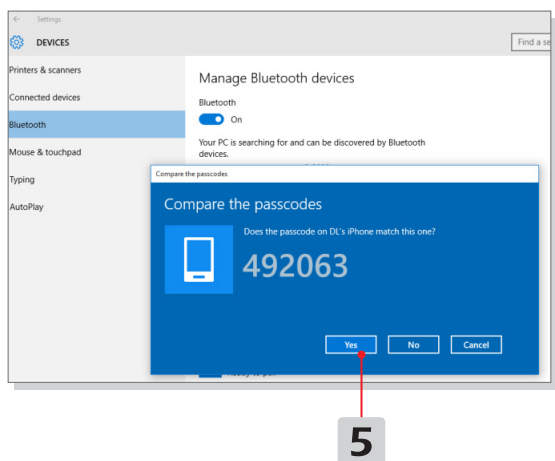 ← Settings
DEVICES
Find a se
Printers & scanners
Connected devices
Bluetooth
Mouse & touchpad
Typing
AutoPlay
Manage Bluetooth devices
Bluetooth
On
Your PC is searching for and can be discovered by Bluetooth
devices.
Compare the passcodes
Compare the passcodes
Does the passcode on DL's iPhone match this one?
492063
Yes No Cancel
5